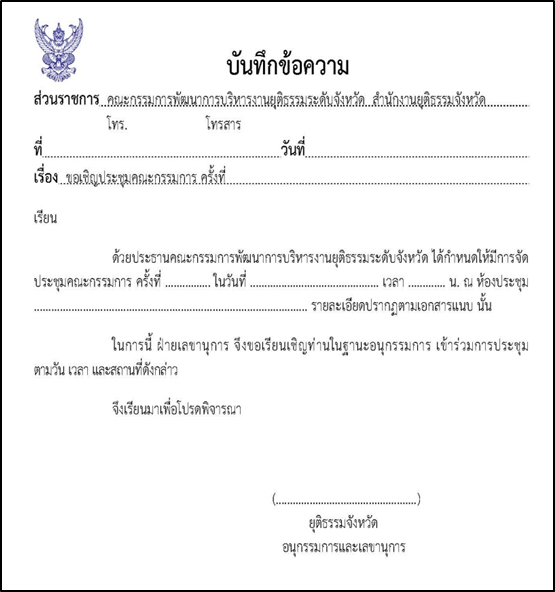 บันทึกข้อความ
ส่วนราชการ คณะกรรมการพัฒนาการบริหารงานยุติธรรมระดับจังหวัด สำนักงานยุติธรรมจังหวัด
โทร. โทรสาร
ที่.......................................................................วันที่...................................................................
เรื่อง ขอเชิญประชุมคณะกรรมการ ครั้งที่
เรียน
ด้วยประธานคณะกรรมการพัฒนาการบริหารงานยุติธรรมระดับจังหวัด ได้กำหนดให้มีการจัด
ประชุมคณะกรรมการ ครั้งที่ ............... ในวันที่ .......................................... เวลา ............. น. ณ ห้องประชุม
................................................................................................ รายละเอียดปรากฏตามเอกสารแนบ นั้น
ในการนี้ ฝ่ายเลขานุการ จึงขอเรียนเชิญท่านในฐานะอนุกรรมการ เข้าร่วมการประชุม
ตามวัน เวลา และสถานที่ดังกล่าว
จึงเรียนมาเพื่อโปรดพิจารณา
(..................................................)
ยุติธรรมจังหวัด
อนุกรรมการและเลขานุการ